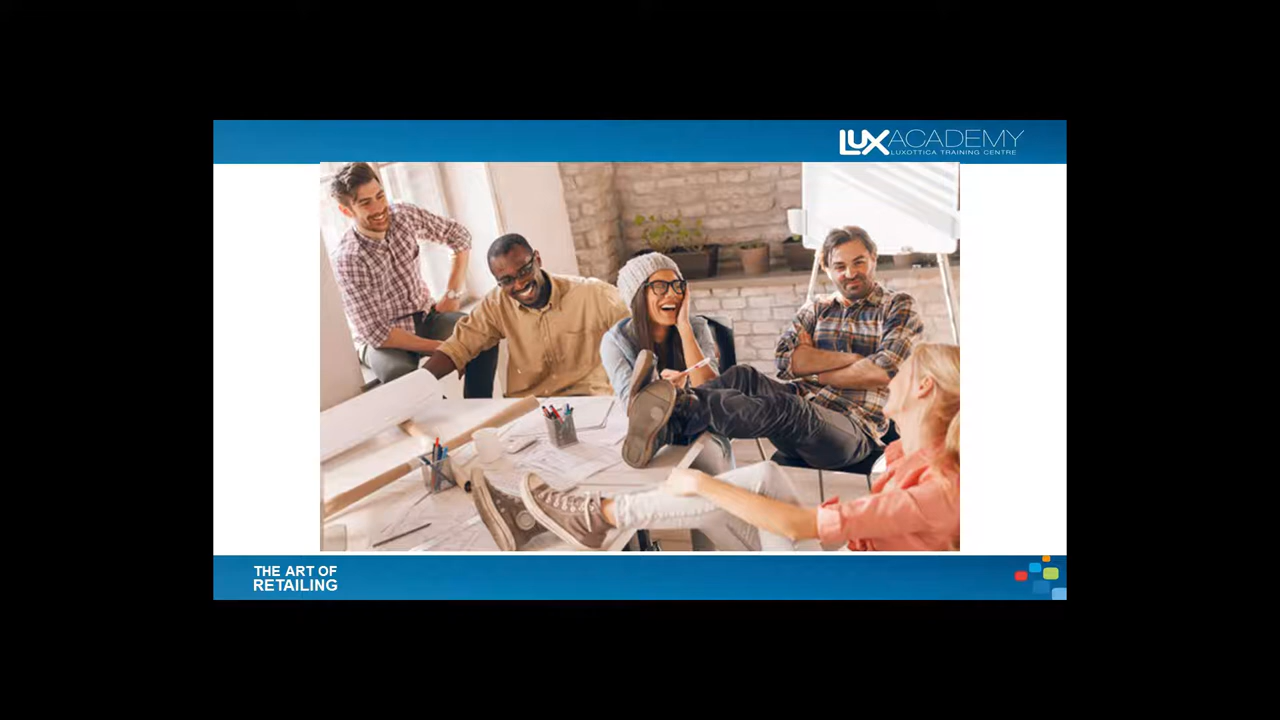 LUXACADEMY
LUXOTTICA TRAINING CENTRE
THE ART OF
RETAILING